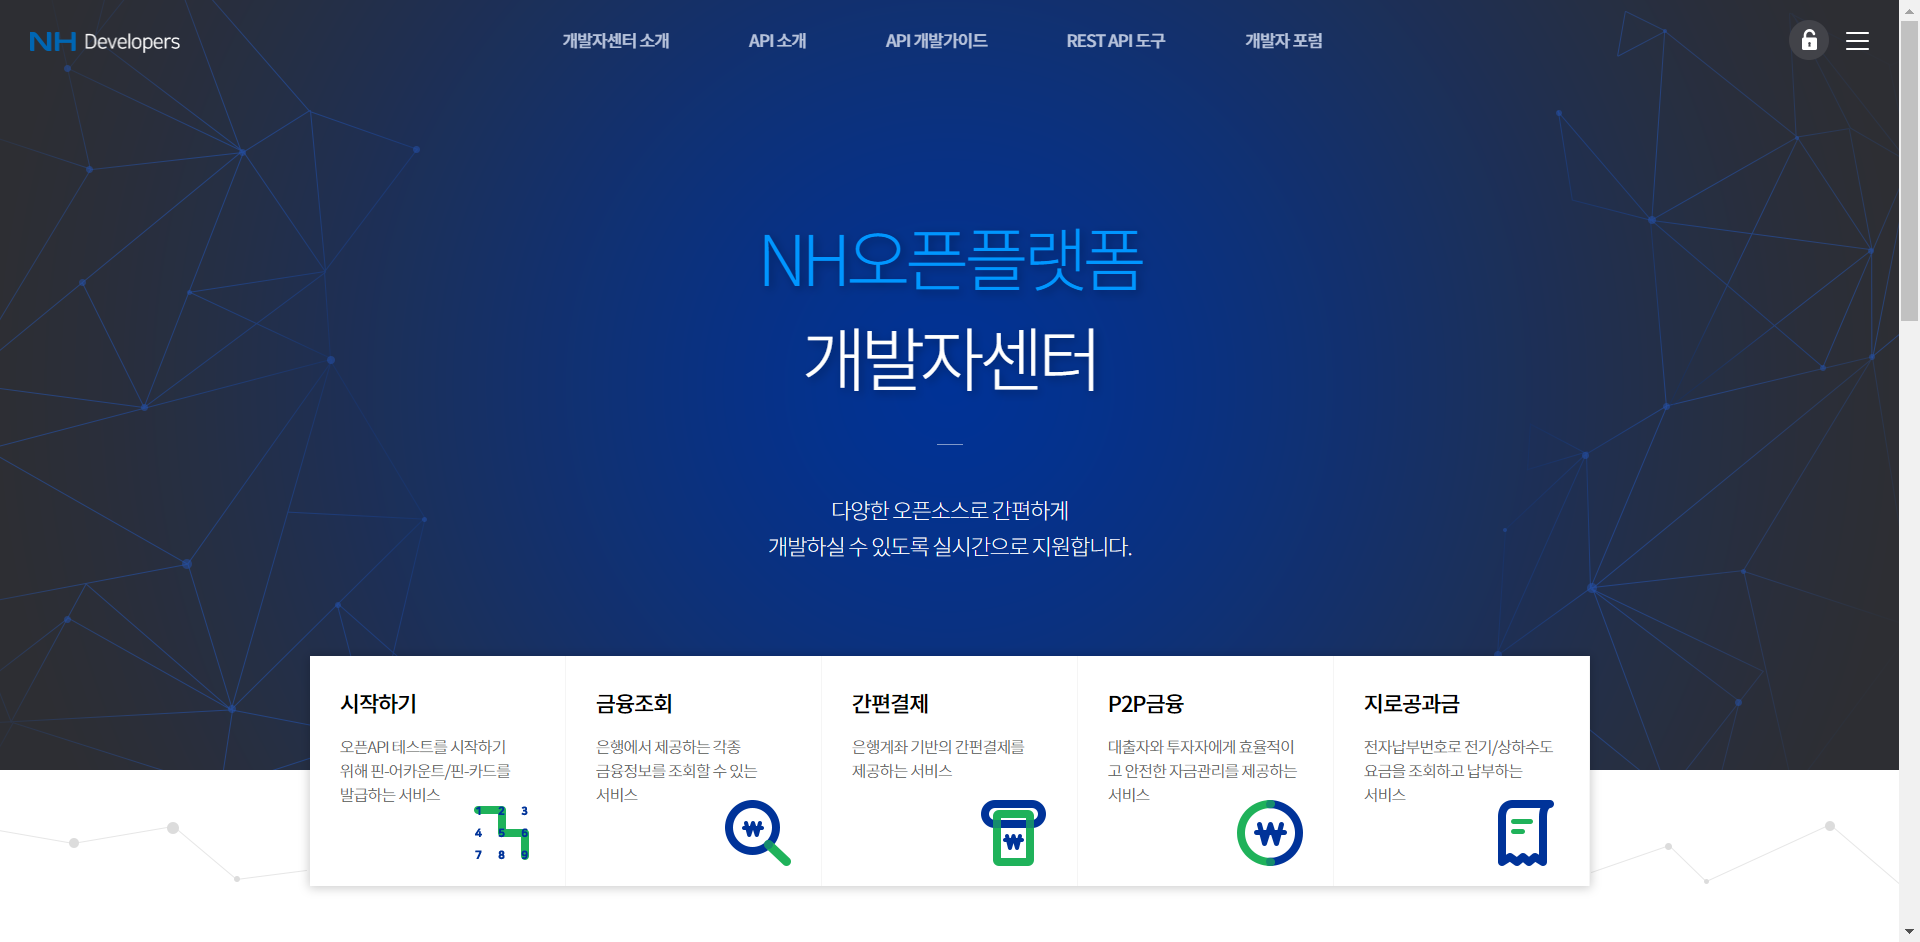 NH Developers
개발자센터 소개
API 소개
API 개발가이드
REST API 도구
개발자 포럼
NH오픈플랫폼
개발자센터
다양한 오픈소스로 간편하게
개발하실 수 있도록 실시간으로 지원합니다.
시작하기
오픈API 테스트를 시작하기
위해 핀-어카운트/핀-카드를
발급하는 서비스
1 2 3
4 5 6
7 8 9
금융조회
은행에서 제공하는 각종
금융정보를 조회할 수 있는
서비스
₩
간편결제
은행계좌 기반의 간편결제를
제공하는 서비스
₩
P2P금융
대출자와 투자자에게 효율적이
고 안전한 자금관리를 제공하는
서비스
₩
지로공과금
전자납부번호로 전기/상하수도
요금을 조회하고 납부하는
서비스